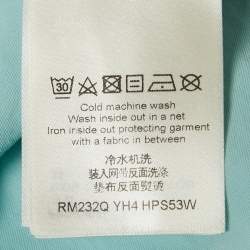 30
Cold machine wash
Wash inside out in a net
Iron inside out protecting garment
with a fabric in between
冷水机洗
装入网节反面洗涤
垫布反面熨烫
RM232Q YH4 HPS53W